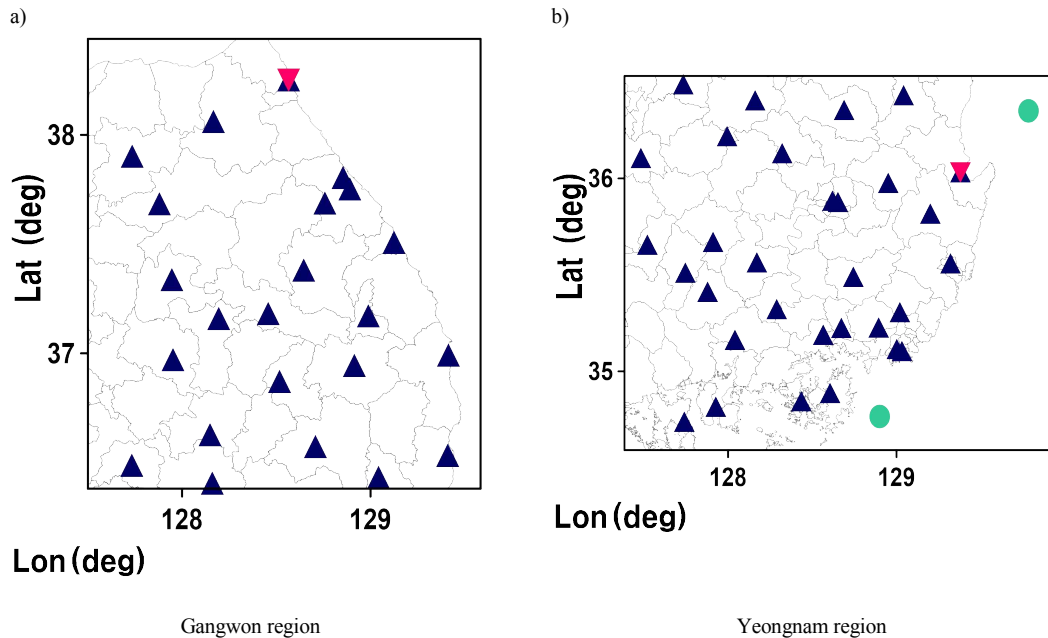 a)
b)
38
37
Lat (deg)
128
129
Lon (deg)
36
35
Lat (deg)
128
129
Lon (deg)
Gangwon region
Yeongnam region